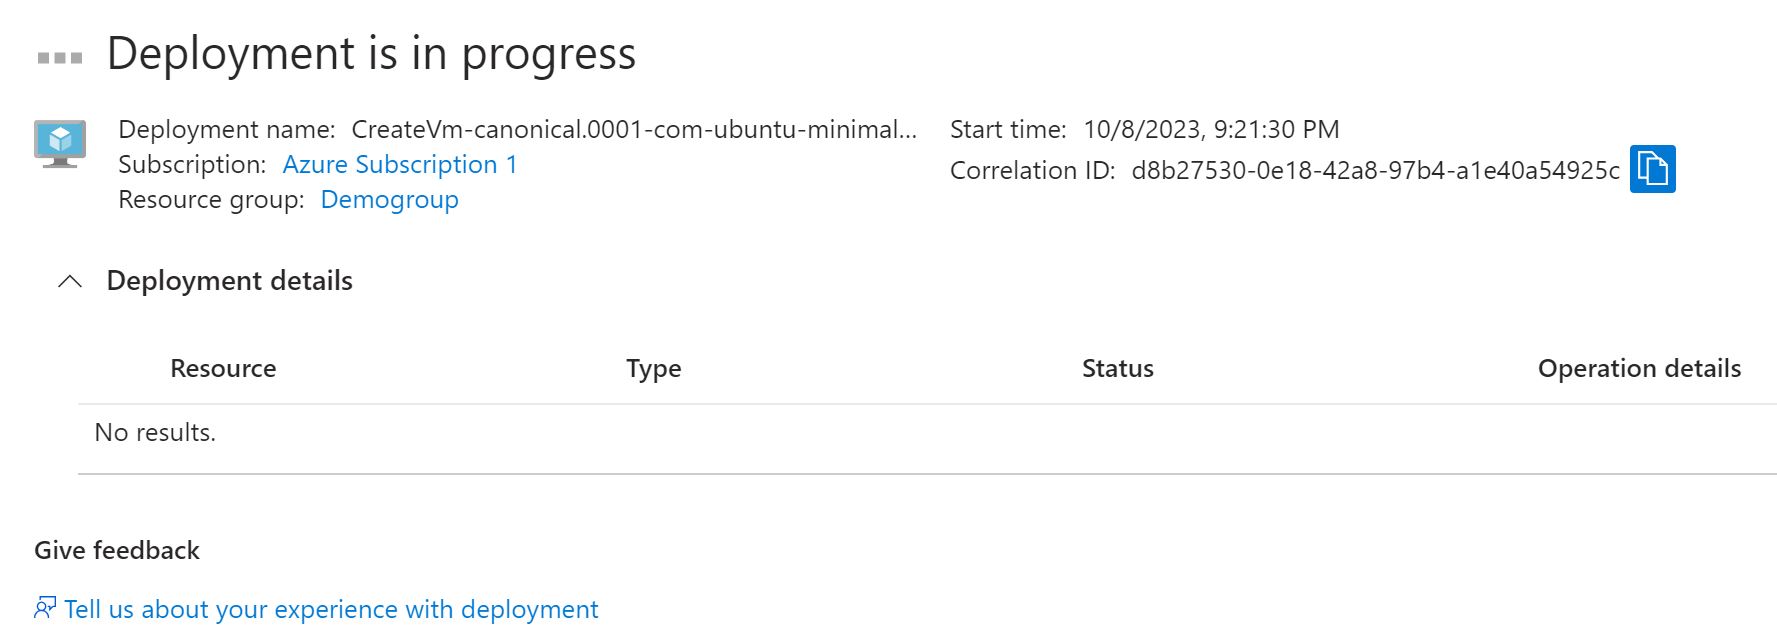 Deployment is in progress
Deployment name: CreateVm-canonical.0001-com-ubuntu-minimal...
Subscription: Azure Subscription 1
Resource group: Demogroup
Start time: 10/8/2023, 9:21:30 PM
Correlation ID: d8b27530-0e18-42a8-97b4-a1e40a54925c
Deployment details
Resource Type Status Operation details
No results.
Give feedback
Tell us about your experience with deployment